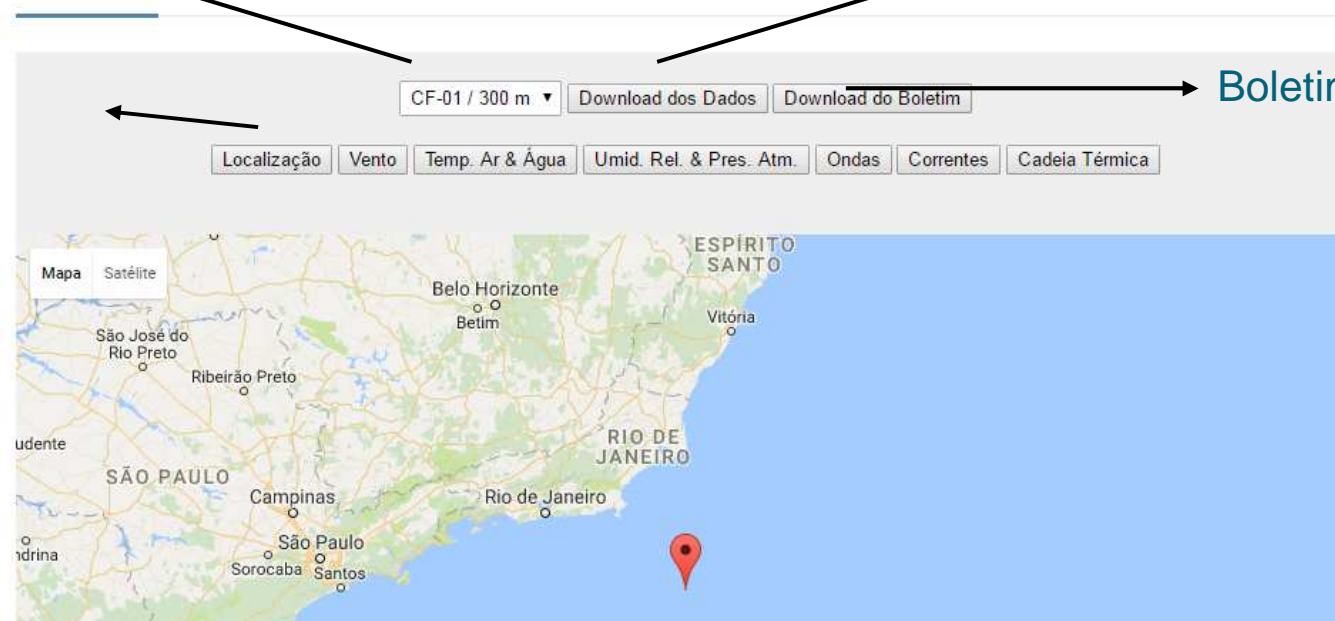 CF-01 / 300 m Download dos Dados Download do Boletim
Localização Vento Temp. Ar & Água Umid. Rel. & Pres. Atm. Ondas Correntes Cadeia Térmica
Mapa Satélite
ESPÍRITO
SANTO
Belo Horizonte
Betim
Vitória
São José do
Rio Preto
Ribeirão Preto
udente
RIO DE
JANEIRO
SÃO PAULO
Campinas
Rio de Janeiro
ndrina
São Paulo
Sorocaba
Santos